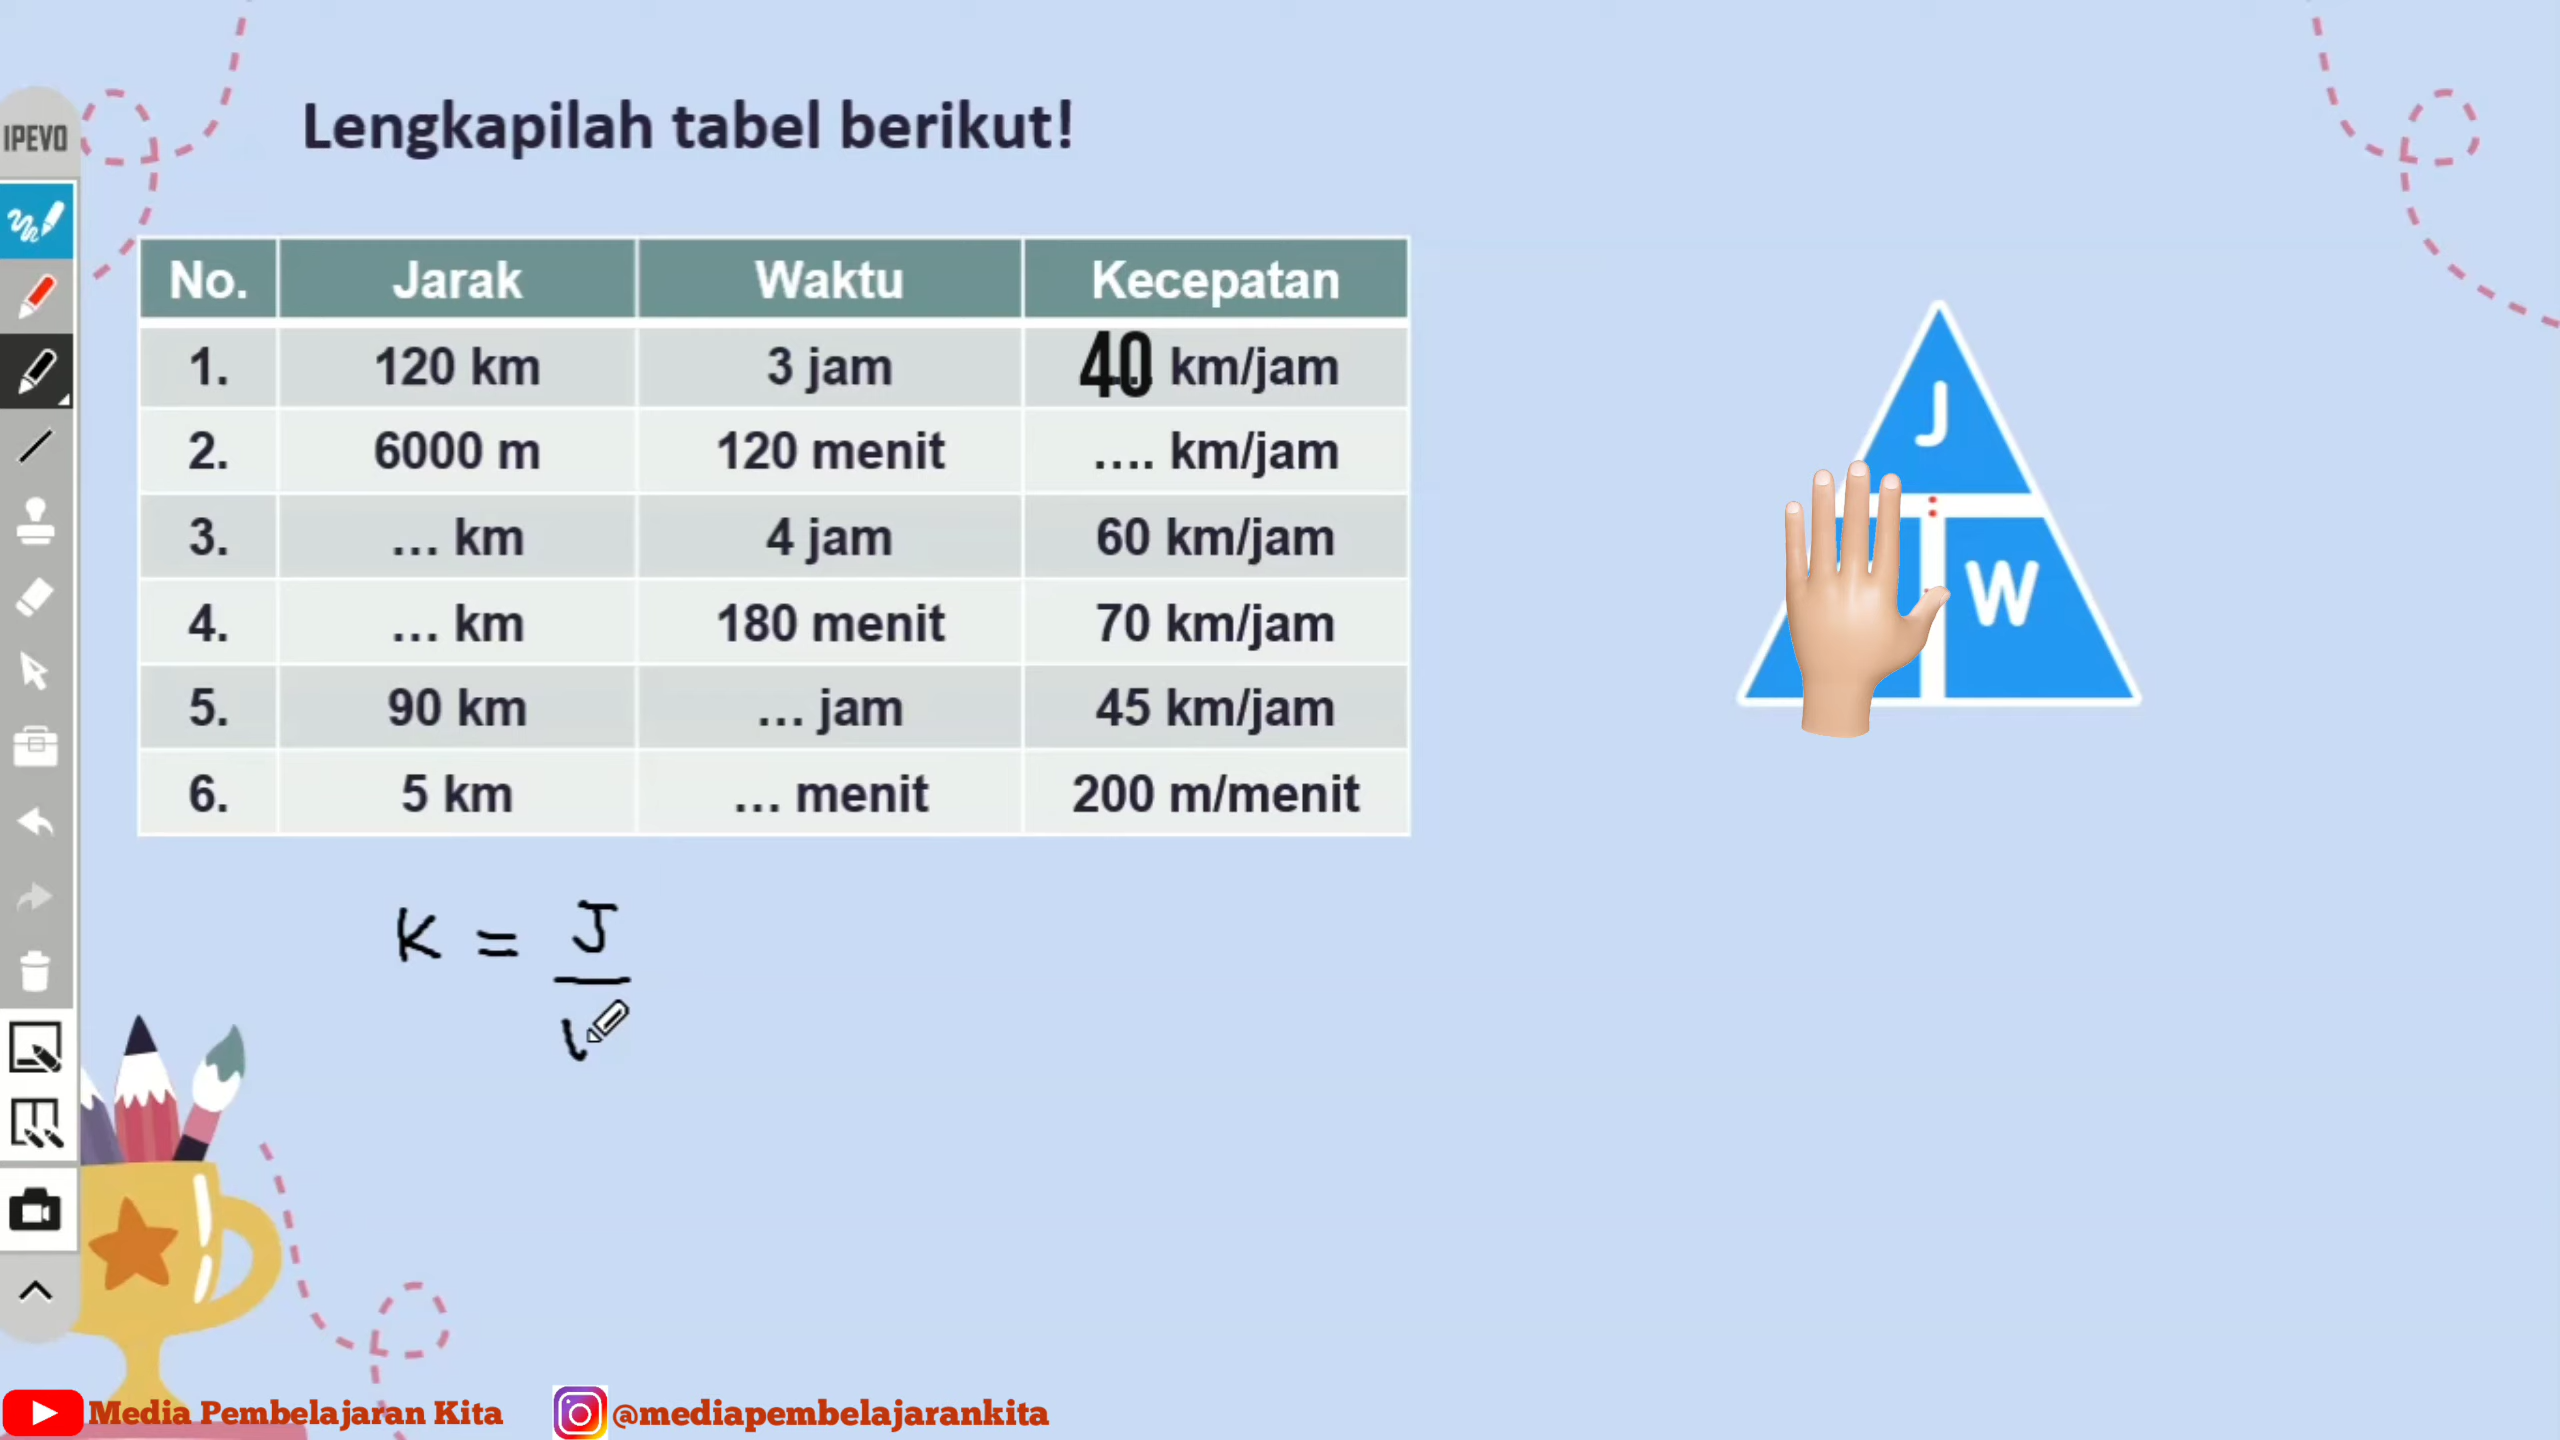 IPEVO
Lengkapilah tabel berikut!
No. Jarak Waktu Kecepatan
1. 120 km 3 jam 40 km/jam
2. 6000 m 120 menit .... km/jam
3. ... km 4 jam 60 km/jam
4. ... km 180 menit 70 km/jam
5. 90 km ... jam 45 km/jam
6. 5 km ... menit 200 m/menit
J
W
K = J
Media Pembelajaran Kita @mediapembelajarankita